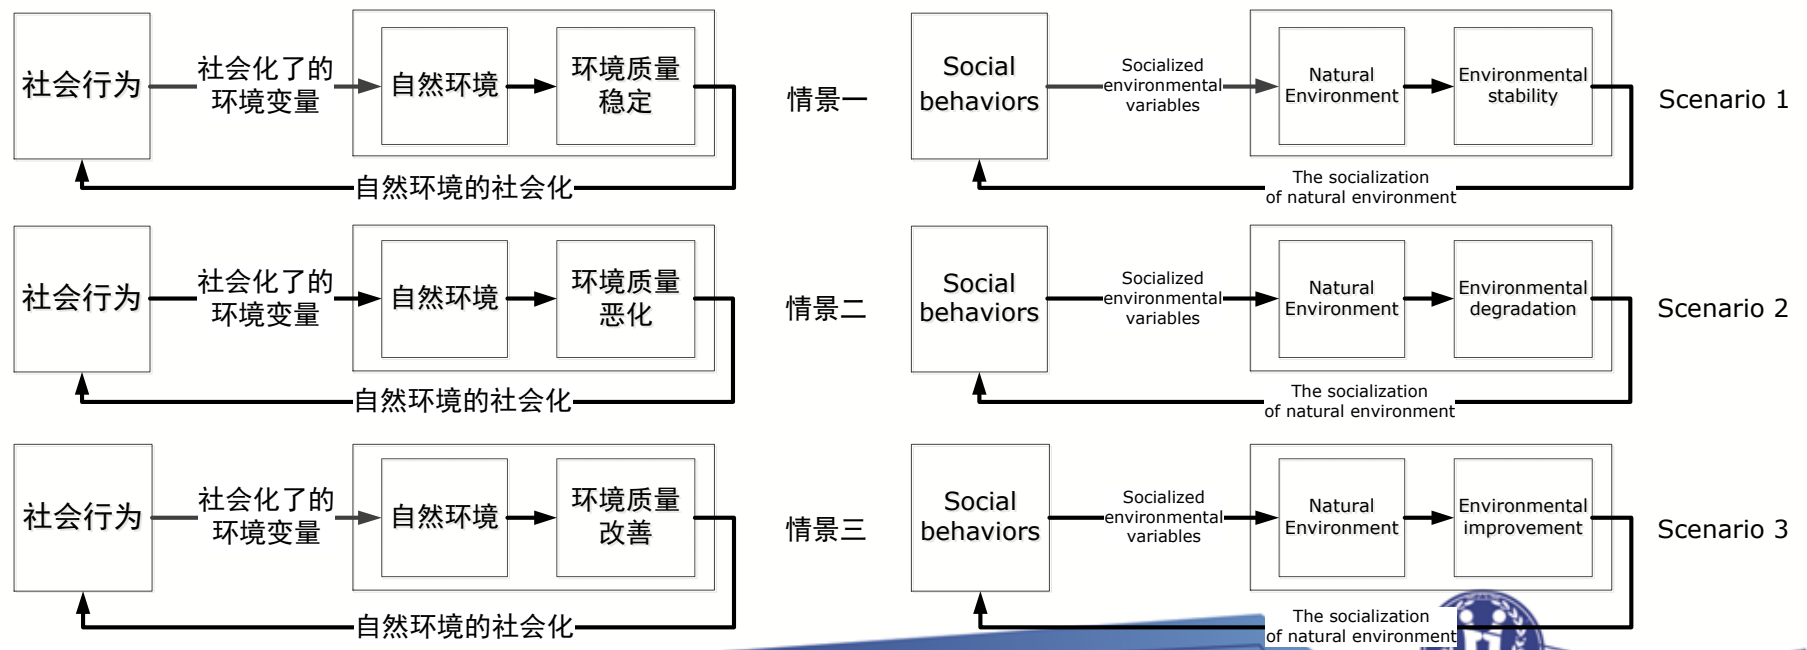 社会行为
社会化了的
环境变量
自然环境
环境质量
稳定
自然环境的社会化
情景一
Social
behaviors
Socialized
environmental
variables
Natural
Environment
Environmental
stability
The socialization
of natural environment
Scenario 1
社会行为
社会化了的
环境变量
自然环境
环境质量
恶化
自然环境的社会化
情景二
Social
behaviors
Socialized
environmental
variables
Natural
Environment
Environmental
degradation
The socialization
of natural environment
Scenario 2
社会行为
社会化了的
环境变量
自然环境
环境质量
改善
自然环境的社会化
情景三
Social
behaviors
Socialized
environmental
variables
Natural
Environment
Environmental
improvement
The socialization
of natural environment
Scenario 3